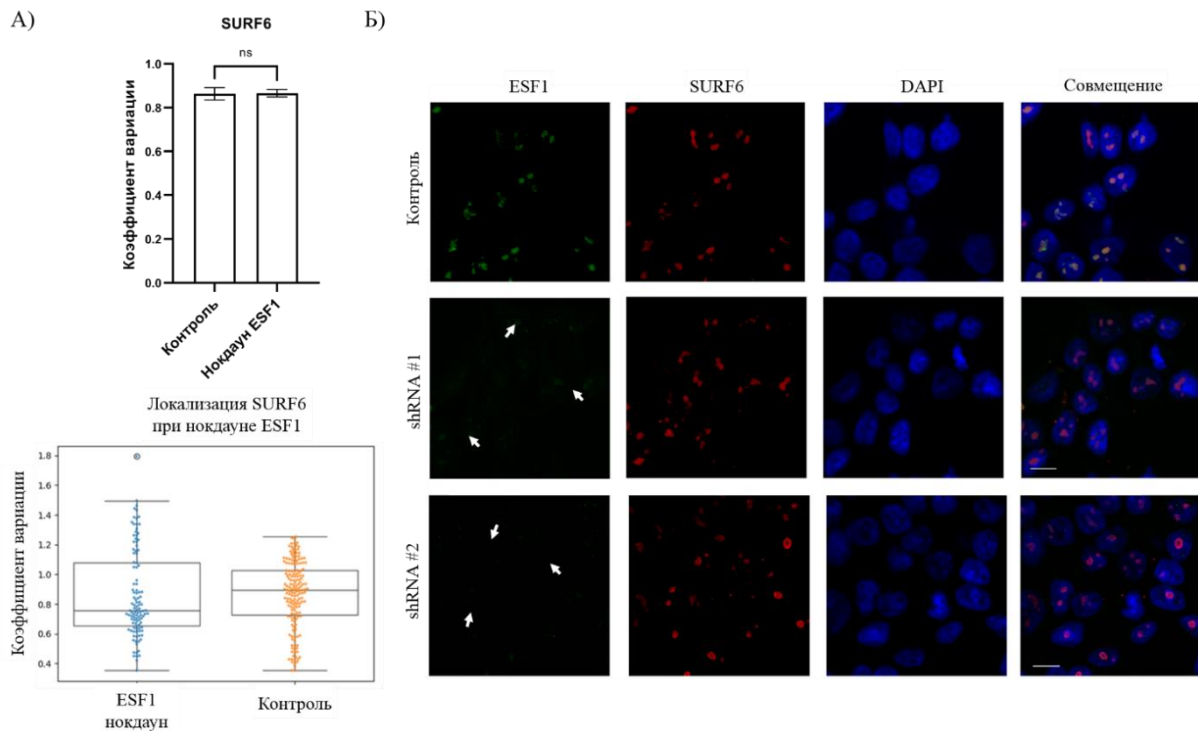 А)
SURF6
ns
Коэффициент вариации
1.0
0.8
0.6
0.4
0.2
0.0
Контроль
Нокдаун ESF1
Локализация SURF6
при нокдауне ESF1
Коэффициент вариации
1.8
1.6
1.4
1.2
1.0
0.8
0.6
0.4
ESF1
нокдаун
Контроль
Б)
ESF1
SURF6
DAPI
Совмещение
Контроль
shRNA #1
shRNA #2